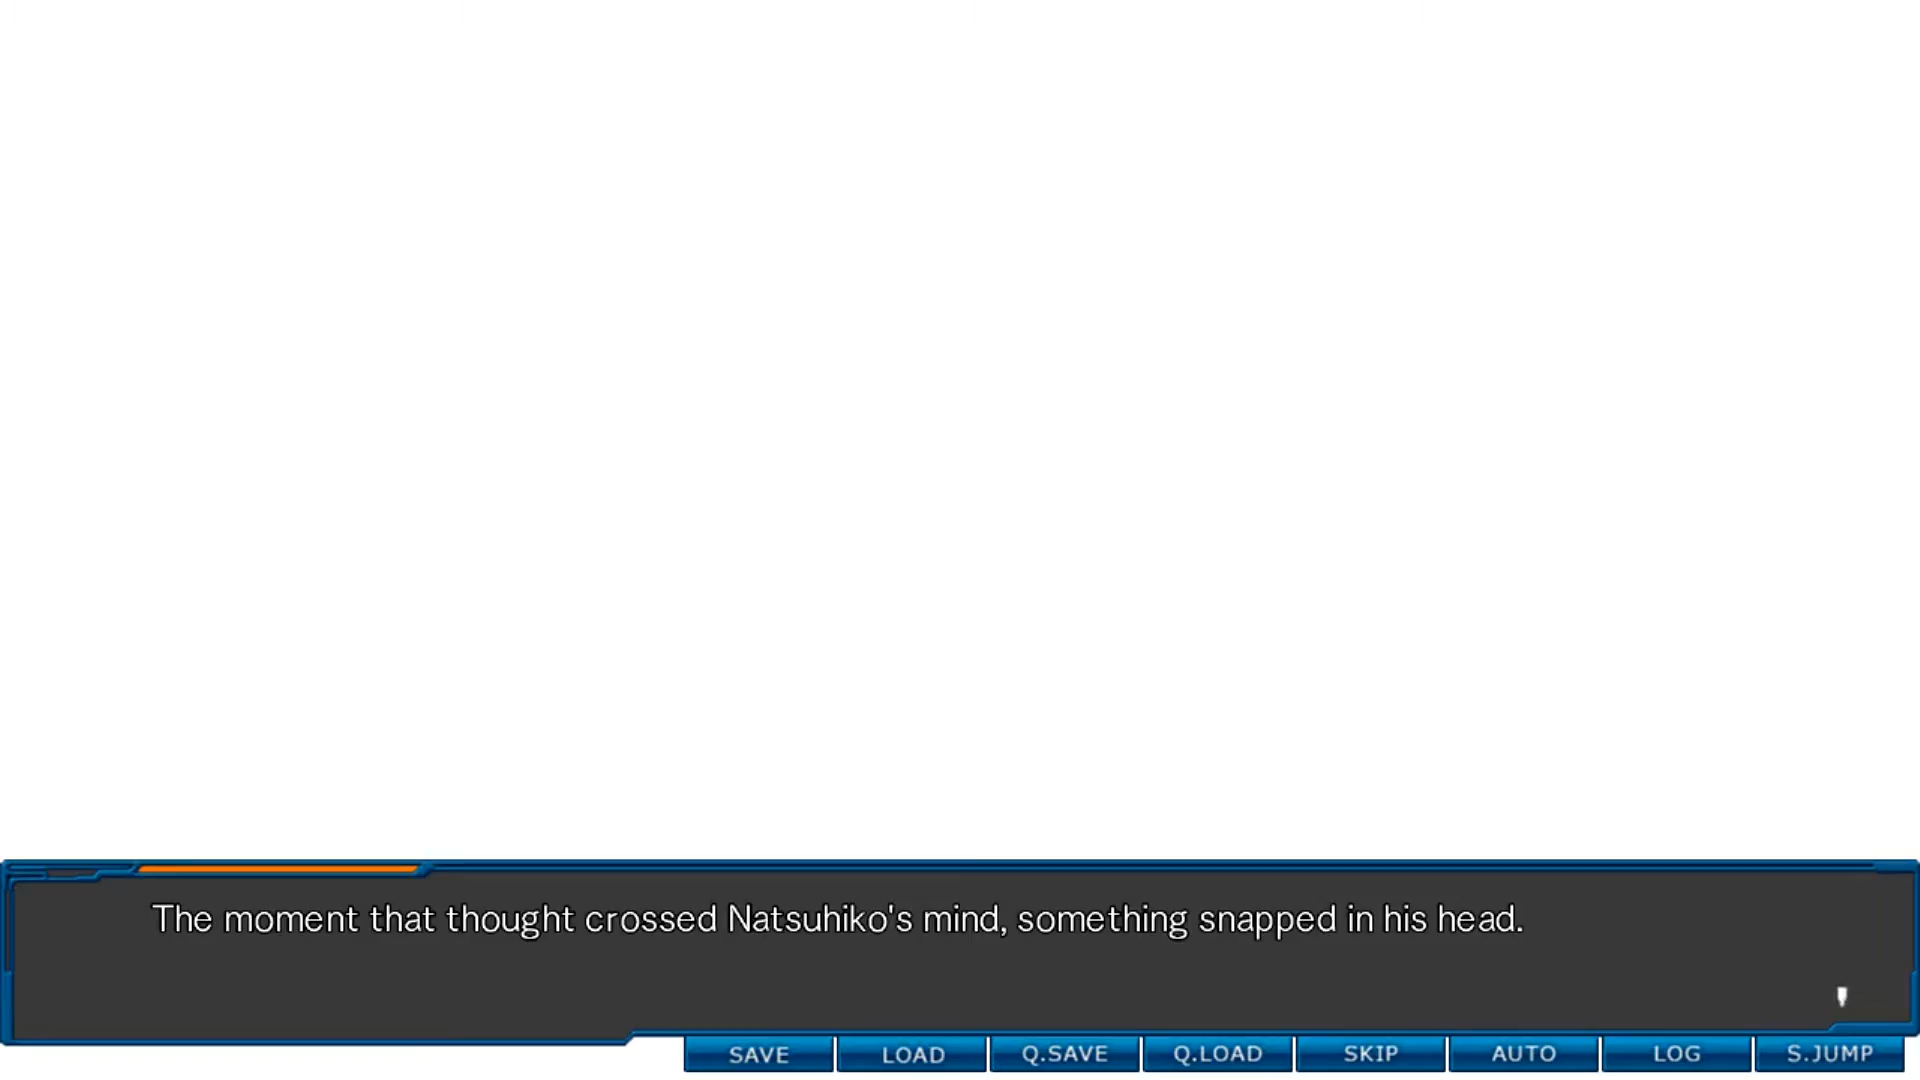 The moment that thought crossed Natsuhiko's mind, something snapped in his head.
SAVE LOAD Q.SAVE Q.LOAD SKIP AUTO LOG S.JUMP